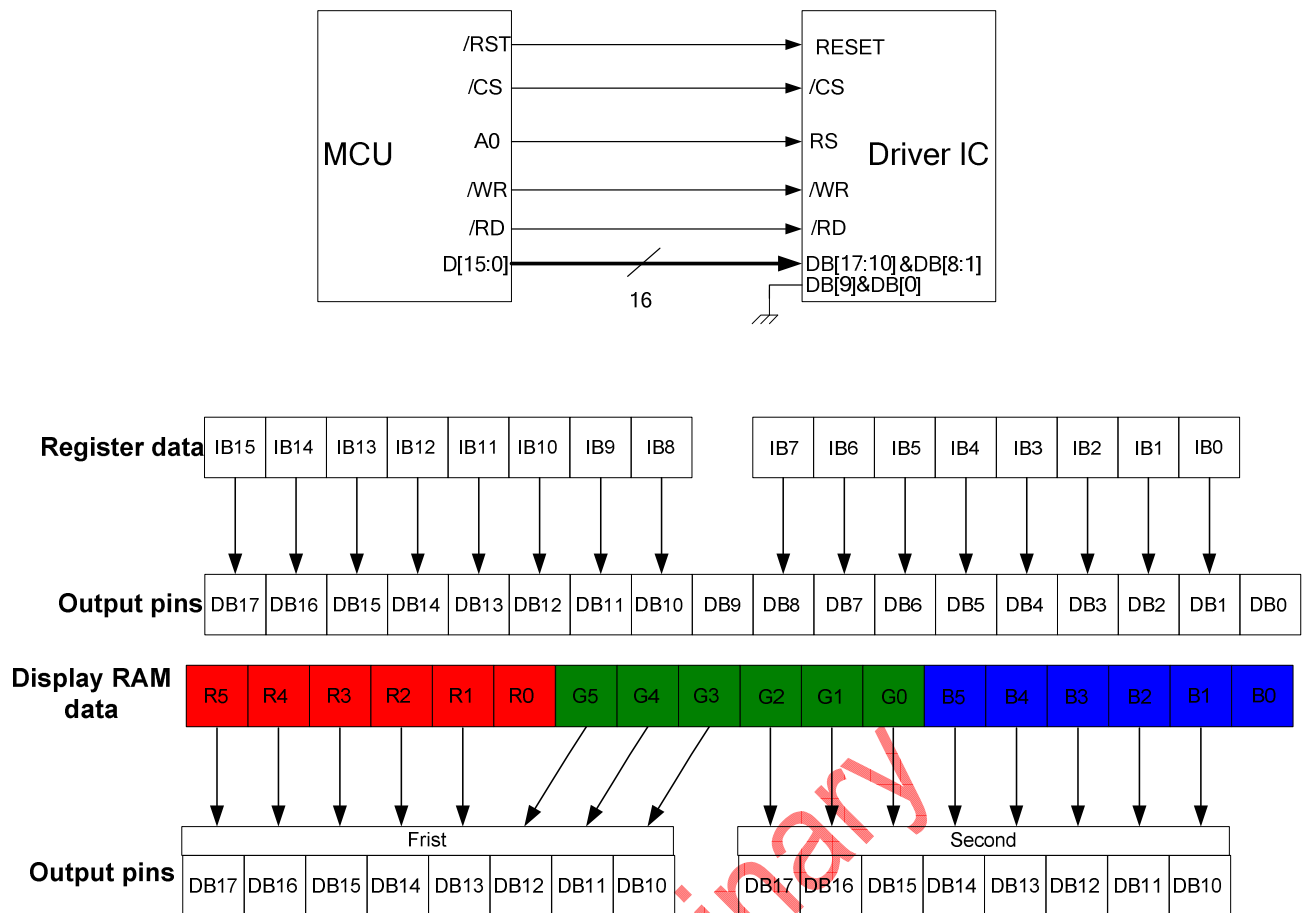 /RST RESET
/CS /CS
A0 RS
MCU Driver IC
/WR /WR
/RD /RD
D[15:0] DB[17:10]&DB[8:1]
DB[9]&DB[0]
16
Register data IB15 IB14 IB13 IB12 IB11 IB10 IB9 IB8 IB7 IB6 IB5 IB4 IB3 IB2 IB1 IB0
Output pins DB17 DB16 DB15 DB14 DB13 DB12 DB11 DB10 DB9 DB8 DB7 DB6 DB5 DB4 DB3 DB2 DB1 DB0
Display RAM
data
R5 R4 R3 R2 R1 R0 G5 G4 G3 G2 G1 G0 B5 B4 B3 B2 B1 B0
Frist Second
Output pins DB17 DB16 DB15 DB14 DB13 DB12 DB11 DB10 DB17 DB16 DB15 DB14 DB13 DB12 DB11 DB10